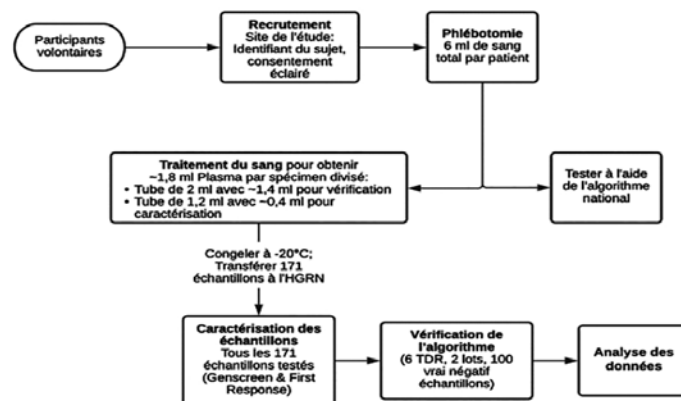 Participants
volontaires
Recrutement
Site de l'étude:
Identifiant du sujet,
consentement
éclairé
Phlébotomie
6 ml de sang
total par patient
Traitement du sang pour obtenir
~1,8 ml Plasma par spécimen divisé:
• Tube de 2 ml avec ~1,4 ml pour vérification
• Tube de 1,2 ml avec ~0,4 ml pour
caractérisation
Tester à l'aide
de l'algorithme
national
Congeler à -20°C;
Transférer 171
échantillons à l'HGRN
Caractérisation des
échantillons
Tous les 171
échantillons testés
(Genscreen & First
Response)
Vérification de
l'algorithme
(6 TDR, 2 lots, 100
vrai négatif
échantillons)
Analyse des
données